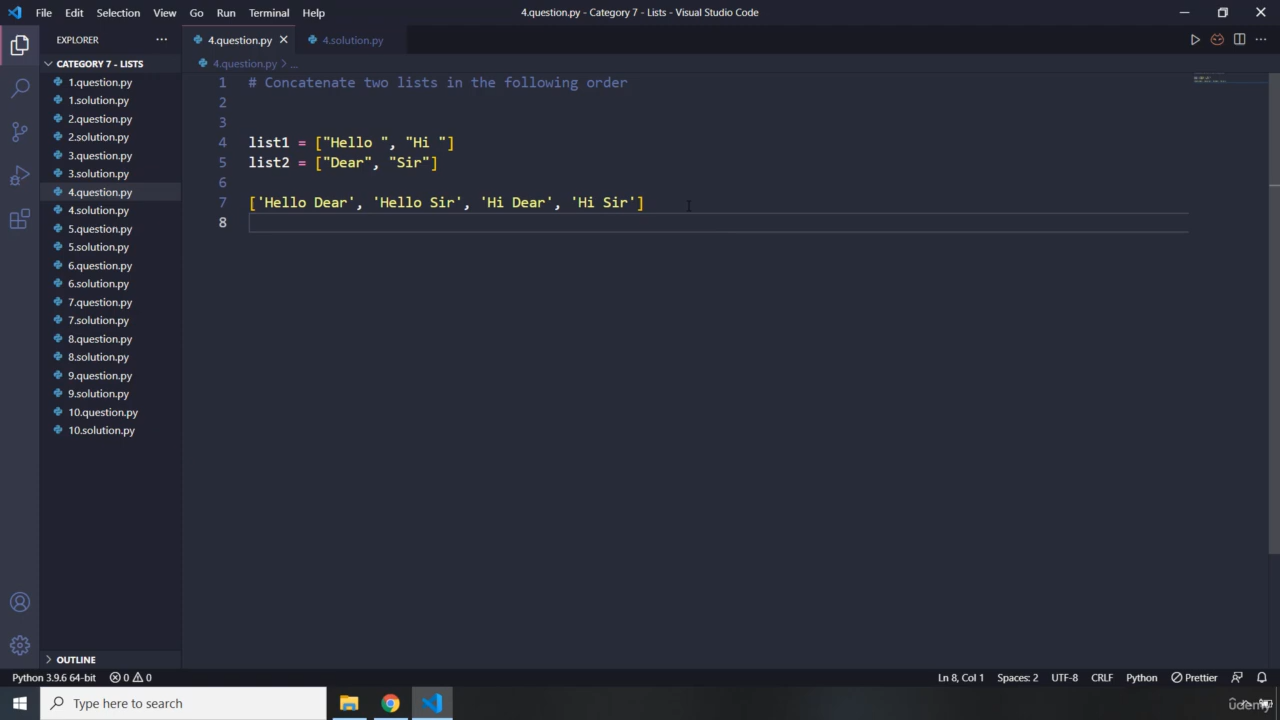 File Edit Selection View Go Run Terminal Help 4.question.py - Category 7 - Lists - Visual Studio Code
EXPLORER
4.question.py
4.solution.py
CATEGORY 7 - LISTS
4.question.py > ...
1.question.py
1.solution.py
2.question.py
2.solution.py
3.question.py
3.solution.py
4.question.py
4.solution.py
5.question.py
5.solution.py
6.question.py
6.solution.py
7.question.py
7.solution.py
8.question.py
8.solution.py
9.question.py
9.solution.py
10.question.py
10.solution.py
1 # Concatenate two lists in the following order
2
3
4 list1 = ["Hello ", "Hi "]
5 list2 = ["Dear", "Sir"]
6
7 ['Hello Dear', 'Hello Sir', 'Hi Dear', 'Hi Sir']
8
OUTLINE
Python 3.9.6 64-bit 0 0 Ln 8, Col 1 Spaces: 2 UTF-8 CRLF Python Prettier
Type here to search
udemy